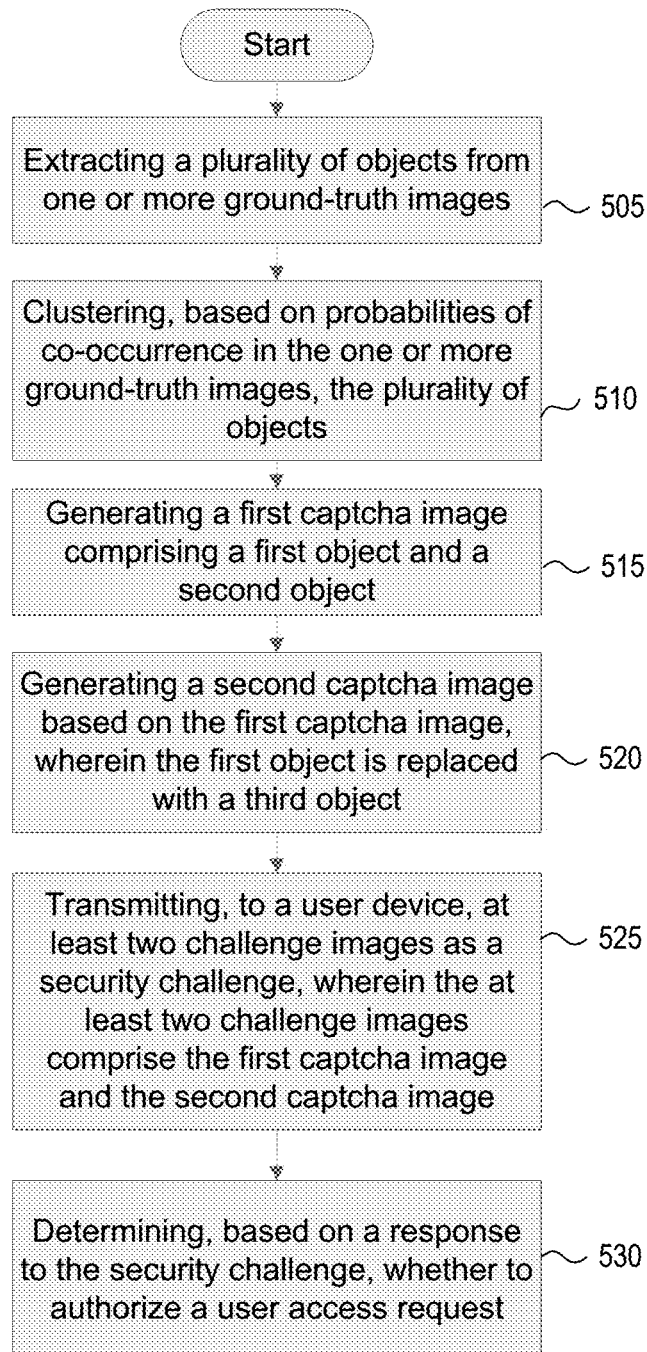 Start
Extracting a plurality of objects from
one or more ground-truth images
505
Clustering, based on probabilities of
co-occurrence in the one or more
ground-truth images, the plurality of
objects
510
Generating a first captcha image
comprising a first object and a
second object
515
Generating a second captcha image
based on the first captcha image,
wherein the first object is replaced
with a third object
520
Transmitting, to a user device, at
least two challenge images as a
security challenge, wherein the at
least two challenge images
comprise the first captcha image
and the second captcha image
525
Determining, based on a response
to the security challenge, whether to
authorize a user access request
530